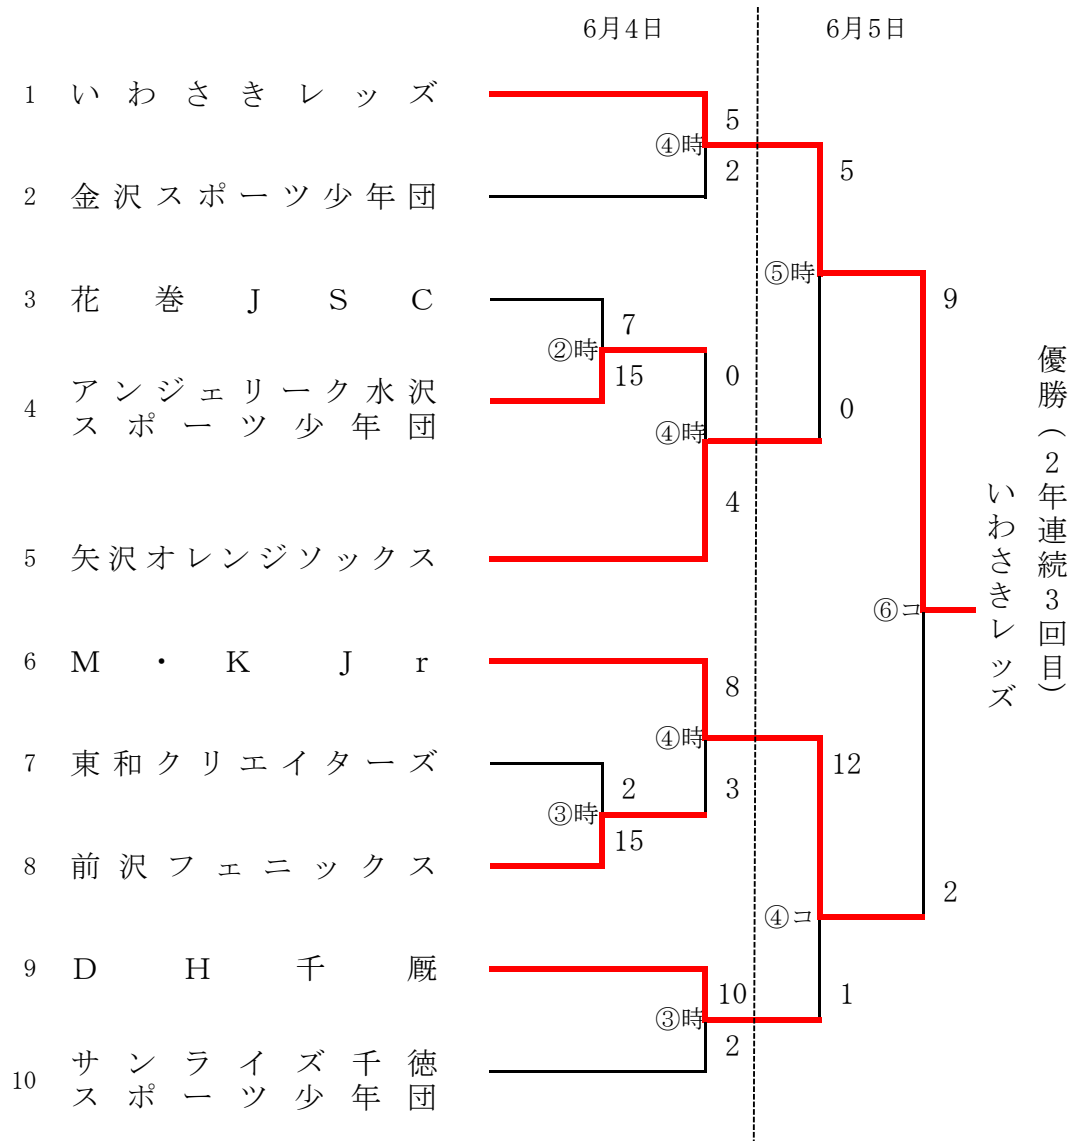 6月4日
6月5日
1 いわさきレッズ
5
④時
2
5
2 金沢スポーツ少年団
⑤時
3 花巻JSC
9
7
②時
15
0
4 アンジェリーク水沢
スポーツ少年団
0
④時
4
5 矢沢オレンジソックス
優勝（2年連続3回目）
いわさきレッズ
⑥コ
6 M・KJr
8
④時
7 東和クリエイターズ
12
2
3
③時
15
8 前沢フェニックス
2
④コ
9 DH千厩
10
1
③時
2
10 サンライズ千徳
スポーツ少年団